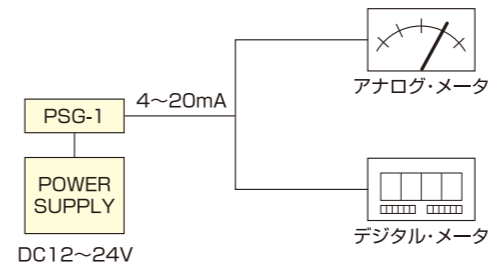 アナログ・メータ
4〜20mA
PSG-1
POWER
SUPPLY
DC12〜24V
デジタル・メータ